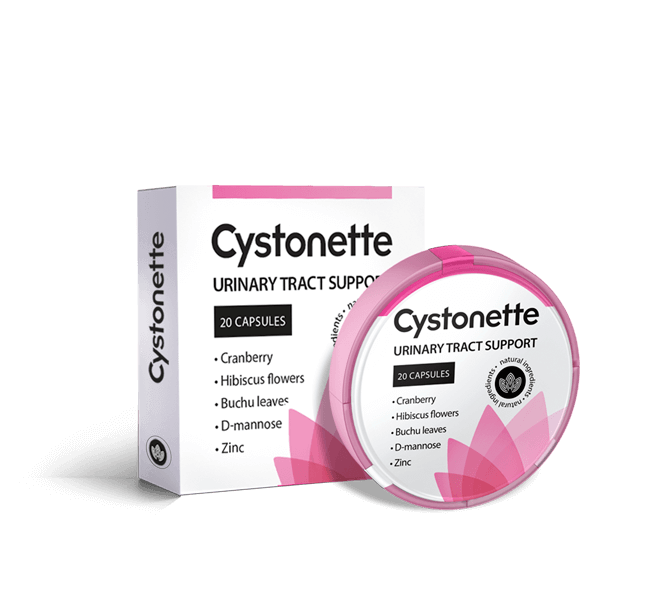 Cystonette
Cystonette
URINARY TRACT SUPPOR
20 CAPSULES
• Cranberry
• Hibiscus flowers
• Buchu leaves
• D-mannose
• Zinc
Cystonette
URINARY TRACT SUPPORT
20 CAPSULES
natural ingredients • natural ingredients •
• Cranberry
• Hibiscus flowers
• Buchu leaves
• D-mannose
• Zinc